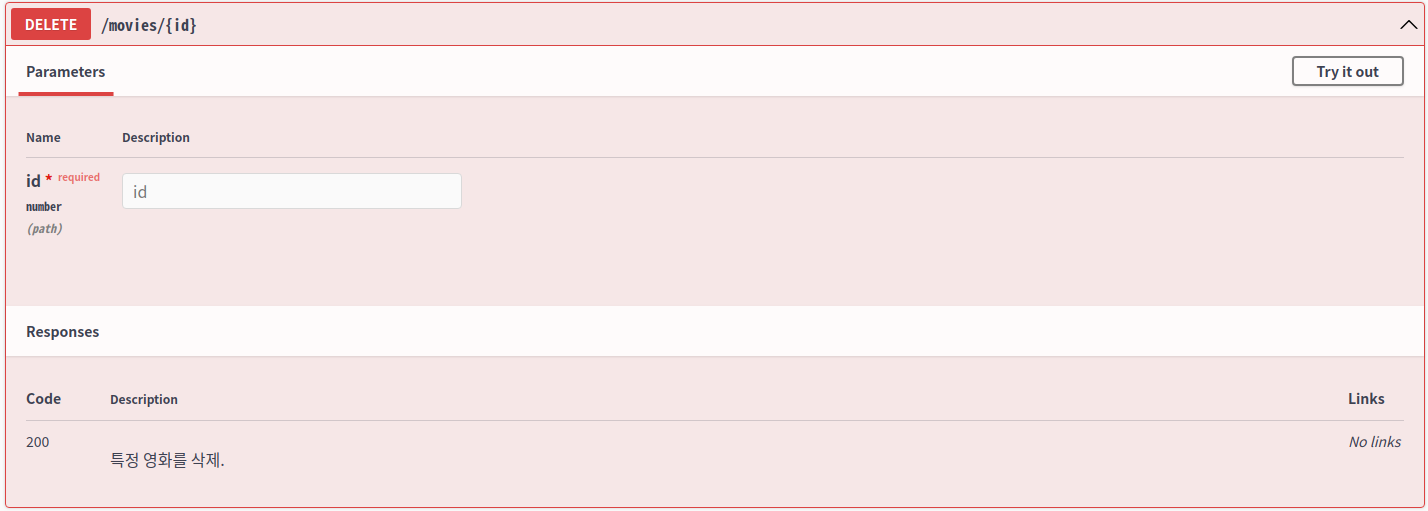 DELETE /movies/{id}
Parameters Try it out
Name Description
id * required id
number
(path)
Responses
Code Description Links
200 No links
특정 영화를 삭제.